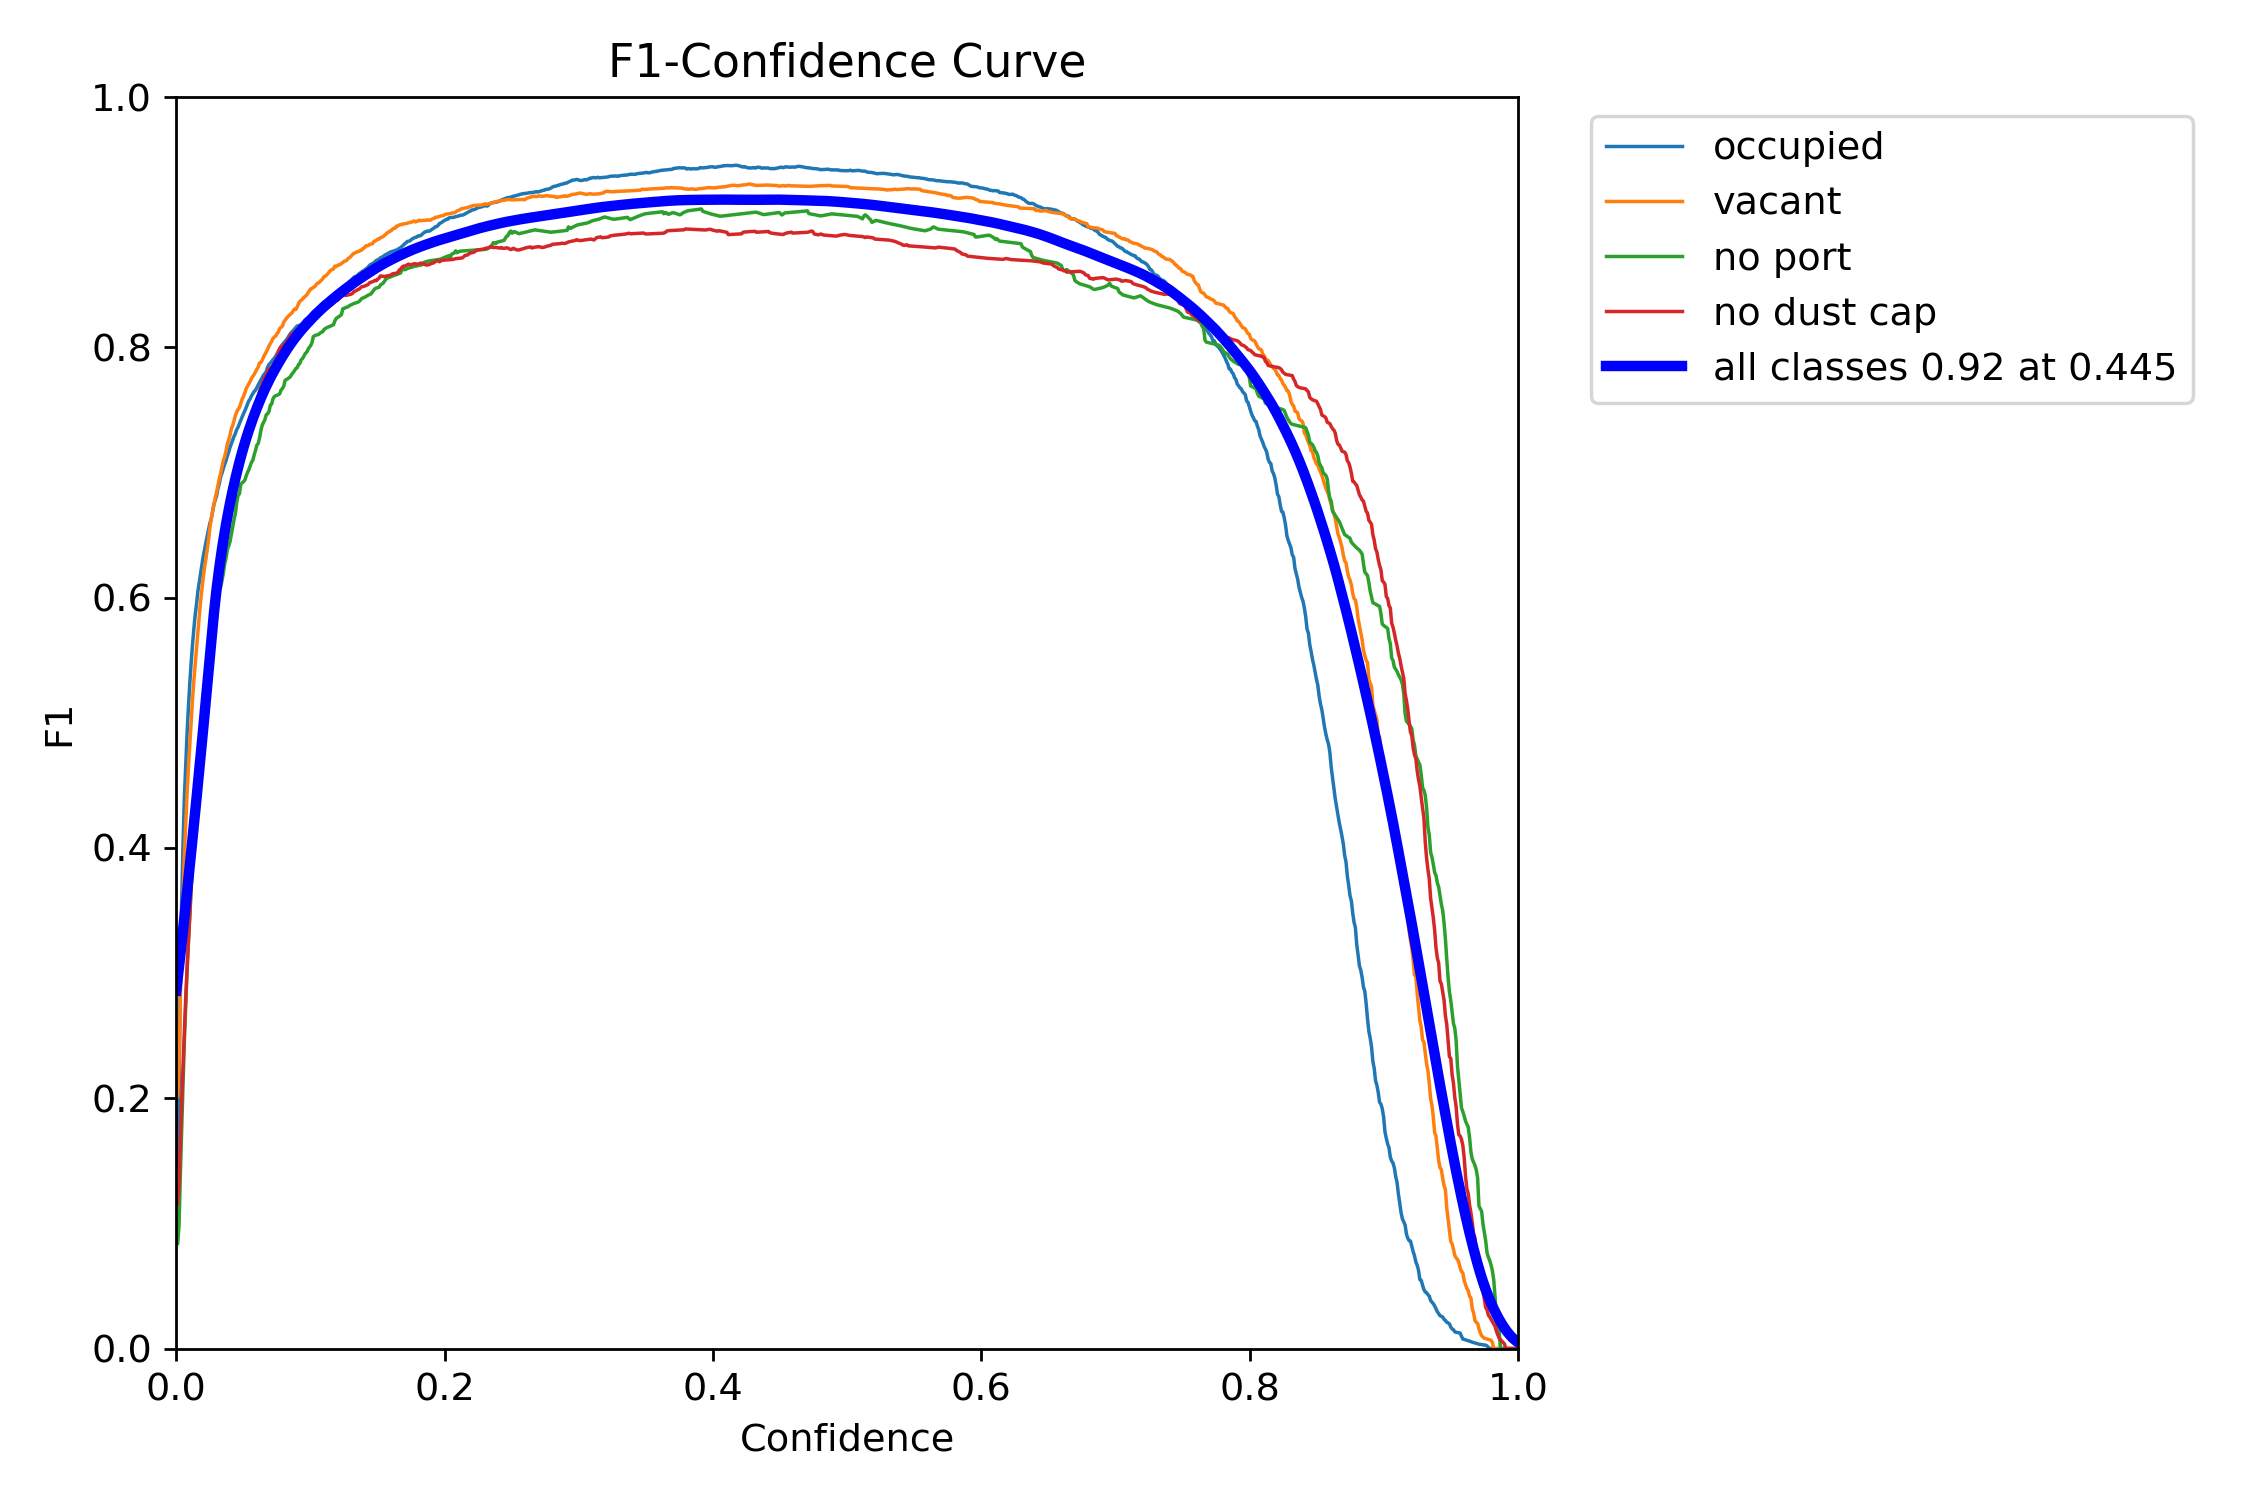 F1-Confidence Curve
1.0
0.8
0.6
0.4
0.2
0.0
F1
0.0 0.2 0.4 0.6 0.8 1.0
Confidence
occupied
vacant
no port
no dust cap
all classes 0.92 at 0.445